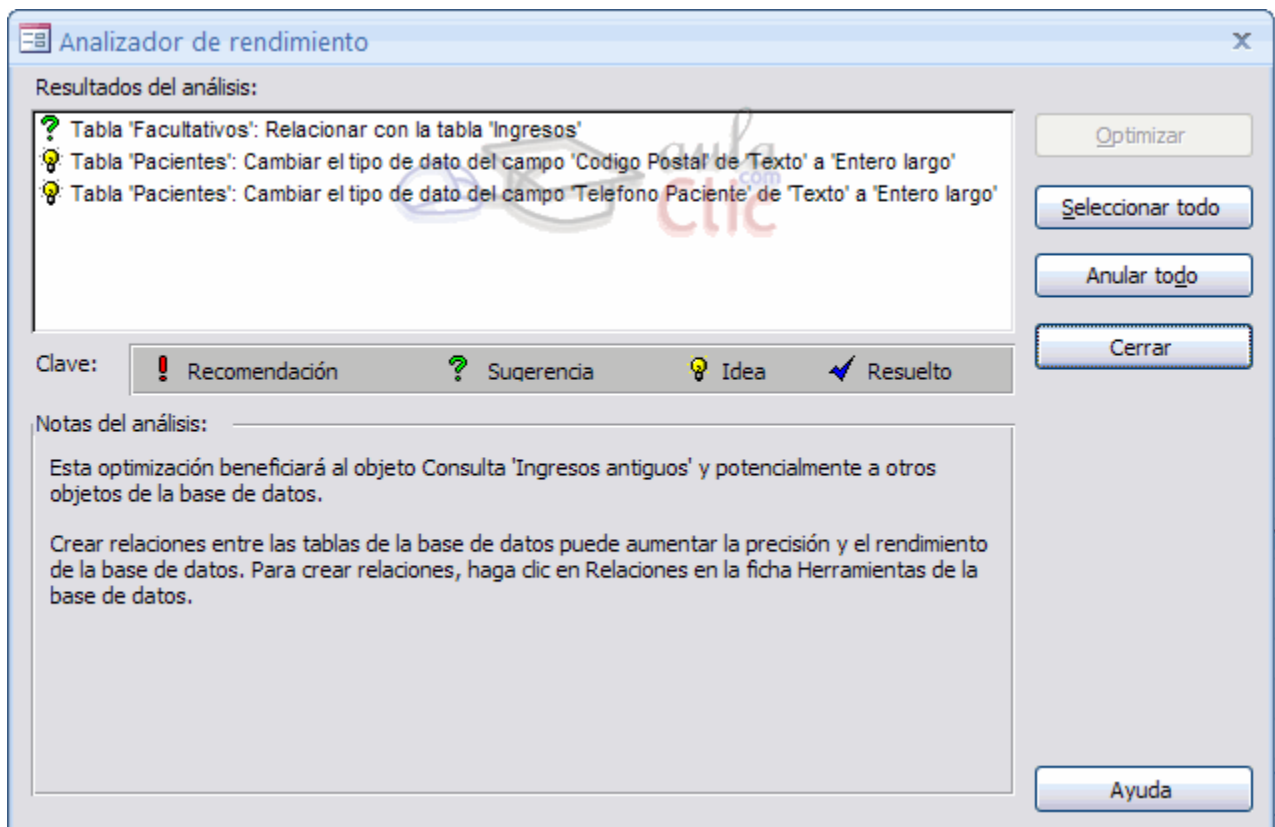 Analizador de rendimiento
Resultados del análisis:
Tabla 'Facultativos': Relacionar con la tabla 'Ingresos'
Tabla 'Pacientes': Cambiar el tipo de dato del campo 'Codigo Postal' de 'Texto' a 'Entero largo'
Tabla 'Pacientes': Cambiar el tipo de dato del campo 'Telefono Paciente' de 'Texto' a 'Entero largo'
aula
.com
Clic
Optimizar
Seleccionar todo
Anular todo
Cerrar
Clave:
Recomendación
Sugerencia
Idea
Resuelto
Notas del análisis:
Esta optimización beneficiará al objeto Consulta 'Ingresos antiguos' y potencialmente a otros
objetos de la base de datos.
Crear relaciones entre las tablas de la base de datos puede aumentar la precisión y el rendimiento
de la base de datos. Para crear relaciones, haga clic en Relaciones en la ficha Herramientas de la
base de datos.
Ayuda